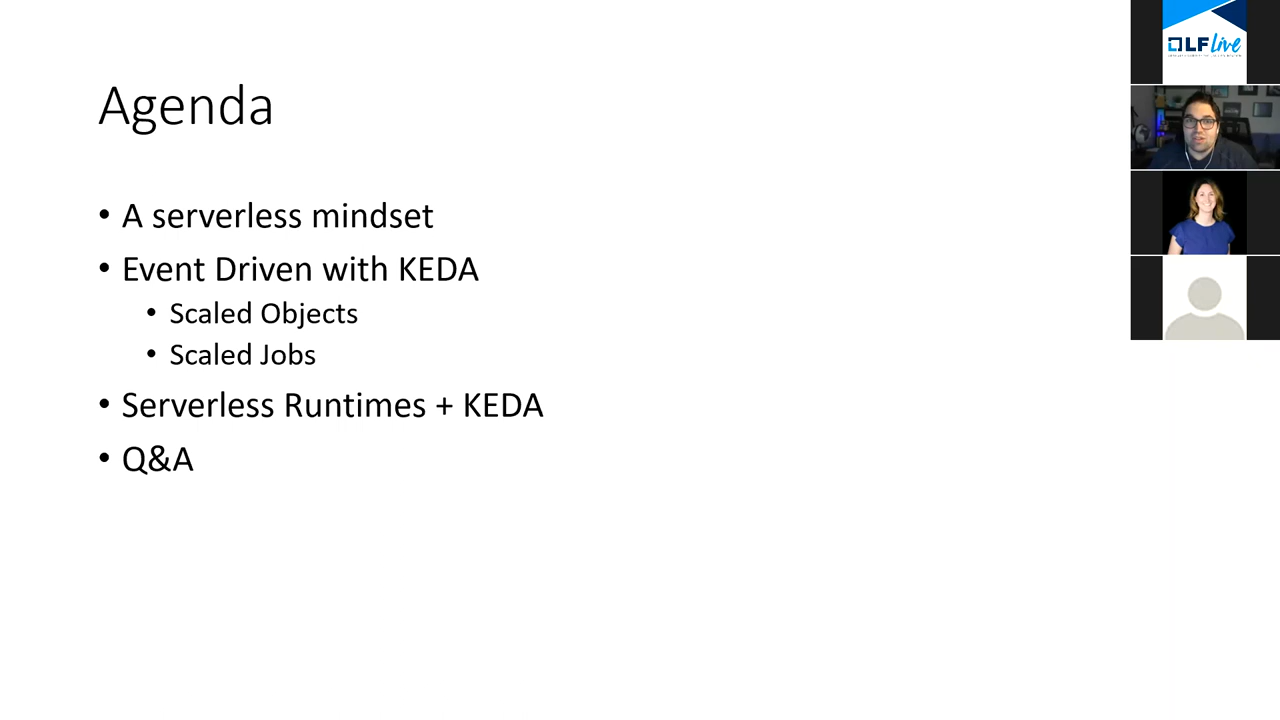 Agenda
• A serverless mindset
• Event Driven with KEDA
• Scaled Objects
• Scaled Jobs
• Serverless Runtimes + KEDA
• Q&A
LF Live